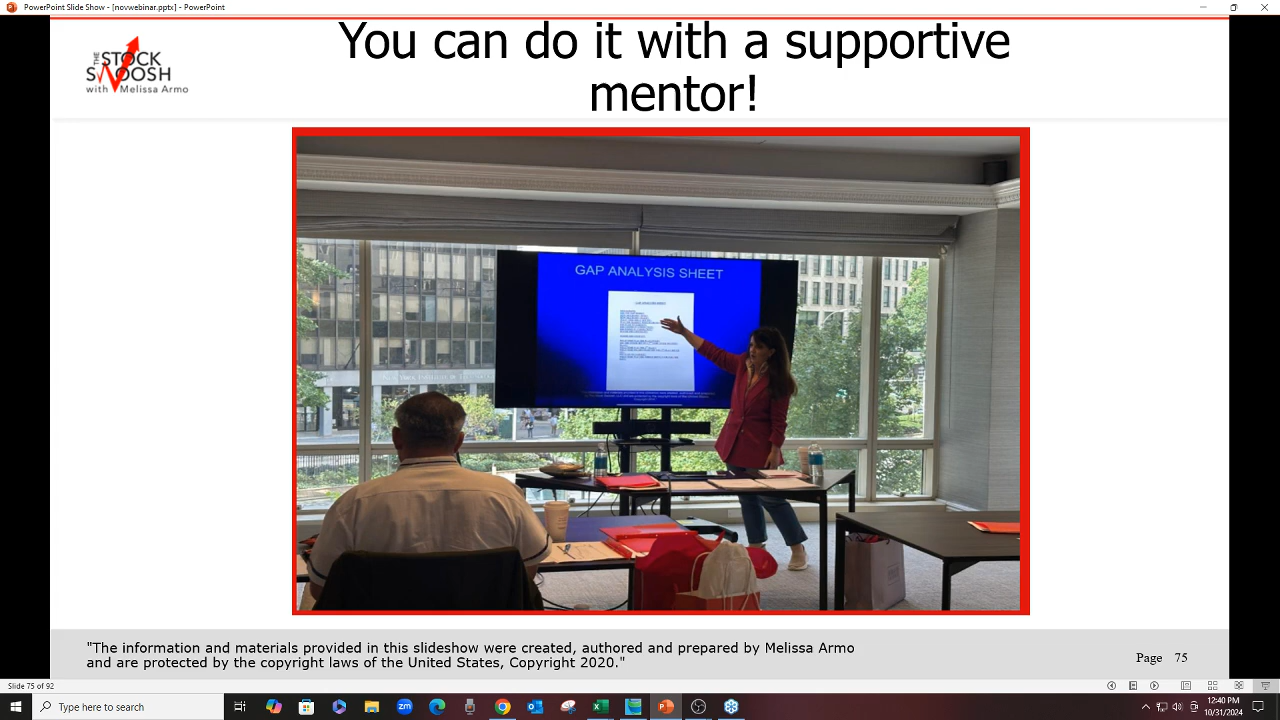 PowerPoint Slide Show - [novwebinar.pptx] - PowerPoint
You can do it with a supportive
mentor!
THE
STOCK
SWOOSH
with Melissa Armo
GAP ANALYSIS SHEET
"The information and materials provided in this slideshow were created, authored and prepared by Melissa Armo
and are protected by the copyright laws of the United States, Copyright 2020."
Page 75
Slide 75 of 92
Type here to search
12:40 PM
10/31/2024